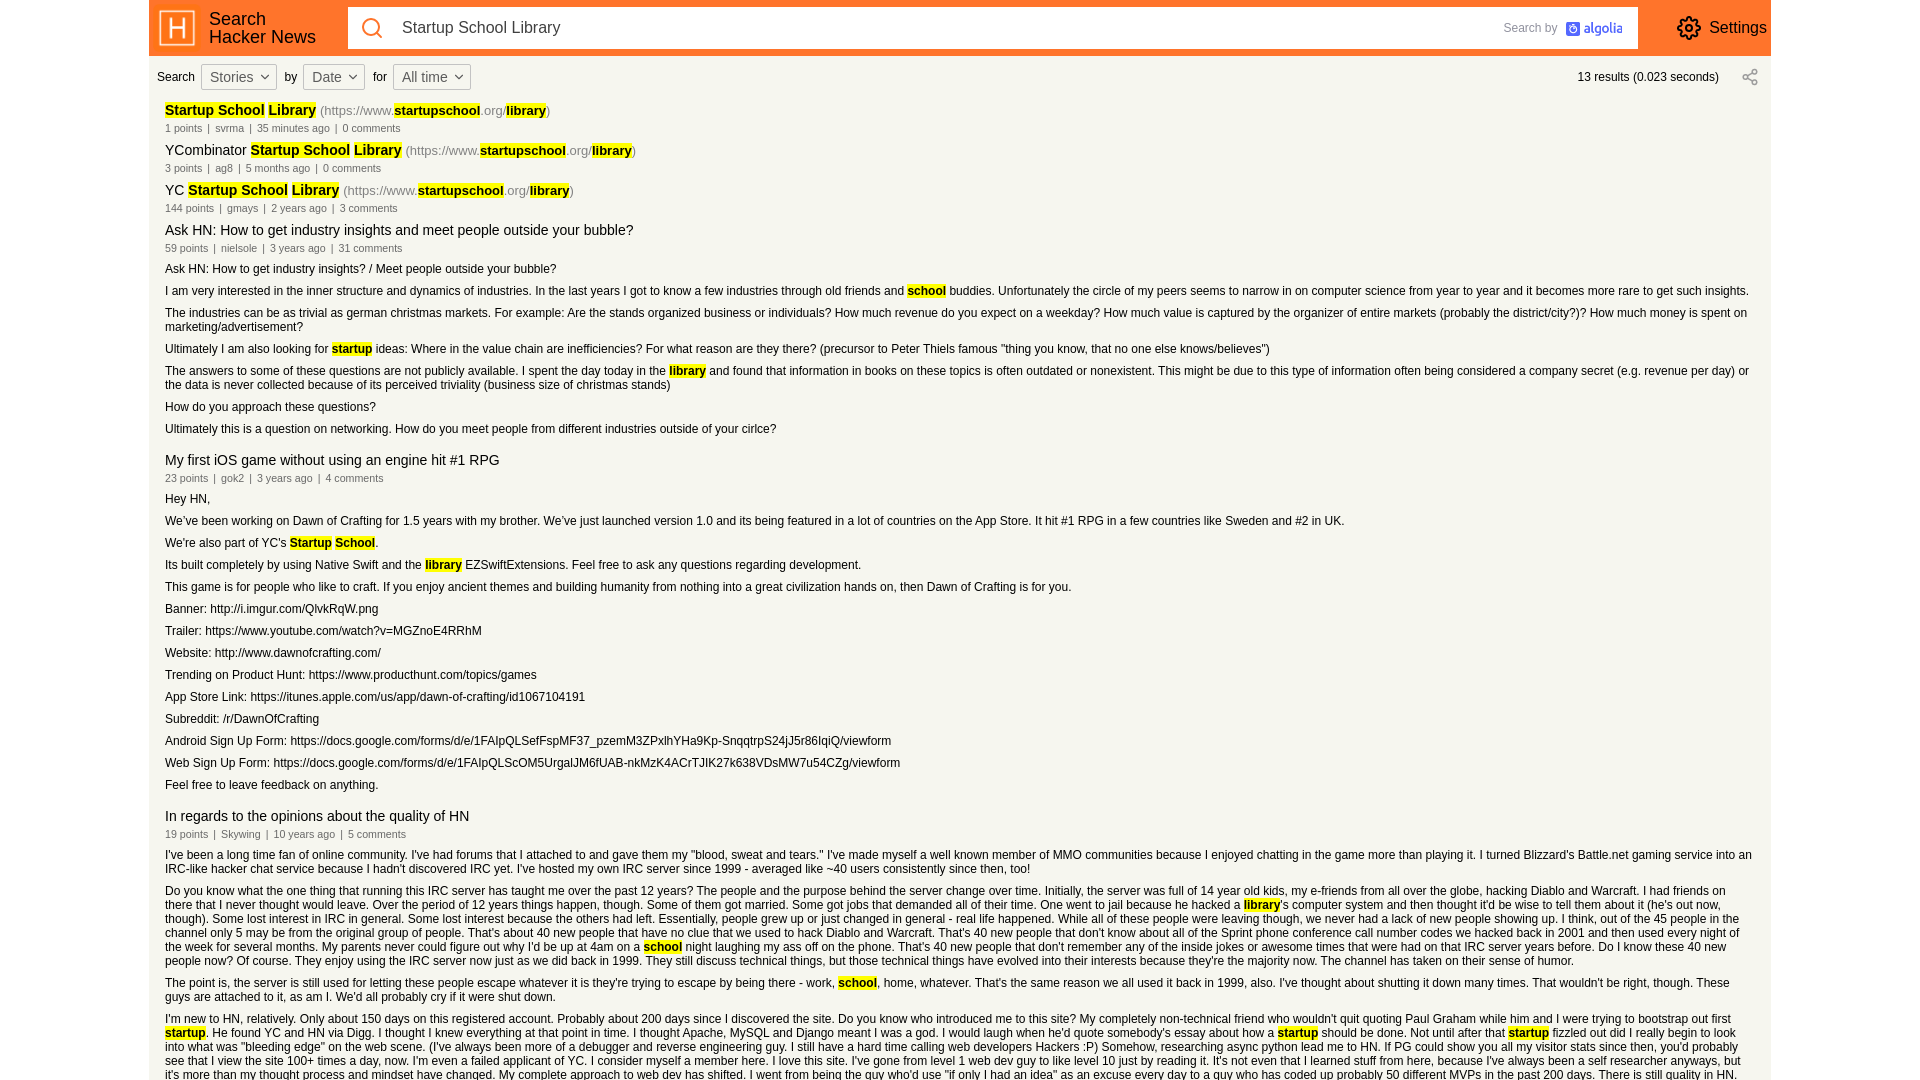 Search
Hacker News
Startup School Library
Search by algolia
Settings
Search Stories by Date for All time
13 results (0.023 seconds)
Startup School Library (https://www.startupschool.org/library)
1 points | svrma | 35 minutes ago | 0 comments
YCombinator Startup School Library (https://www.startupschool.org/library)
3 points | ag8 | 5 months ago | 0 comments
YC Startup School Library (https://www.startupschool.org/library)
144 points | gmays | 2 years ago | 3 comments
Ask HN: How to get industry insights and meet people outside your bubble?
59 points | nielsole | 3 years ago | 31 comments
Ask HN: How to get industry insights? / Meet people outside your bubble?
I am very interested in the inner structure and dynamics of industries. In the last years I got to know a few industries through old friends and school buddies. Unfortunately the circle of my peers seems to narrow in on computer science from year to year and it becomes more rare to get such insights.
The industries can be as trivial as german christmas markets. For example: Are the stands organized business or individuals? How much revenue do you expect on a weekday? How much value is captured by the organizer of entire markets (probably the district/city?)? How much money is spent on
marketing/advertisement?
Ultimately I am also looking for startup ideas: Where in the value chain are inefficiencies? For what reason are they there? (precursor to Peter Thiels famous "thing you know, that no one else knows/believes")
The answers to some of these questions are not publicly available. I spent the day today in the library and found that information in books on these topics is often outdated or nonexistent. This might be due to this type of information often being considered a company secret (e.g. revenue per day) or
the data is never collected because of its perceived triviality (business size of christmas stands)
How do you approach these questions?
Ultimately this is a question on networking. How do you meet people from different industries outside of your cirlce?
My first iOS game without using an engine hit #1 RPG
23 points | gok2 | 3 years ago | 4 comments
Hey HN,
We've been working on Dawn of Crafting for 1.5 years with my brother. We've just launched version 1.0 and its being featured in a lot of countries on the App Store. It hit #1 RPG in a few countries like Sweden and #2 in UK.
We're also part of YC's Startup School.
Its built completely by using Native Swift and the library EZSwiftExtensions. Feel free to ask any questions regarding development.
This game is for people who like to craft. If you enjoy ancient themes and building humanity from nothing into a great civilization hands on, then Dawn of Crafting is for you.
Banner: http://i.imgur.com/QlvkRqW.png
Trailer: https://www.youtube.com/watch?v=MGZnoE4RRhM
Website: http://www.dawnofcrafting.com/
Trending on Product Hunt: https://www.producthunt.com/topics/games
App Store Link: https://itunes.apple.com/us/app/dawn-of-crafting/id1067104191
Subreddit: /r/DawnOfCrafting
Android Sign Up Form: https://docs.google.com/forms/d/e/1FAIpQLSefFspMF37_pzemM3ZPxlhYHa9Kp-SnqqtrpS24jJ5r86IqiQ/viewform
Web Sign Up Form: https://docs.google.com/forms/d/e/1FAIpQLScOM5UrgalJM6fUAB-nkMzK4ACrTJIK27k638VDsMW7u54CZg/viewform
Feel free to leave feedback on anything.
In regards to the opinions about the quality of HN
19 points | Skywing | 10 years ago | 5 comments
I've been a long time fan of online community. I've had forums that I attached to and gave them my "blood, sweat and tears." I've made myself a well known member of MMO communities because I enjoyed chatting in the game more than playing it. I turned Blizzard's Battle.net gaming service into an
IRC-like hacker chat service because I hadn't discovered IRC yet. I've hosted my own IRC server since 1999 - averaged like ~40 users consistently since then, too!
Do you know what the one thing that running this IRC server has taught me over the past 12 years? The people and the purpose behind the server change over time. Initially, the server was full of 14 year old kids, my e-friends from all over the globe, hacking Diablo and Warcraft. I had friends on
there that I never thought would leave. Over the period of 12 years things happen, though. Some of them got married. Some got jobs that demanded all of their time. One went to jail because he hacked a library's computer system and then thought it'd be wise to tell them about it (he's out now,
though). Some lost interest in IRC in general. Some lost interest because the others had left. Essentially, people grew up or just changed in general - real life happened. While all of these people were leaving though, we never had a lack of new people showing up. I think, out of the 45 people in the
channel only 5 may be from the original group of people. That's about 40 new people that have no clue that we used to hack Diablo and Warcraft. That's 40 new people that don't know about all of the Sprint phone conference call number codes we hacked back in 2001 and then used every night of
the week for several months. My parents never could figure out why I'd be up at 4am on a school night laughing my ass off on the phone. That's 40 new people that don't remember any of the inside jokes or awesome times that were had on that IRC server years before. Do I know these 40 new
people now? Of course. They enjoy using the IRC server now just as we did back in 1999. They still discuss technical things, but those technical things have evolved into their interests because they're the majority now. The channel has taken on their sense of humor.
The point is, the server is still used for letting these people escape whatever it is they're trying to escape by being there - work, school, home, whatever. That's the same reason we all used it back in 1999, also. I've thought about shutting it down many times. That wouldn't be right, though. These
guys are attached to it, as am I. We'd all probably cry if it were shut down.
I'm new to HN, relatively. Only about 150 days on this registered account. Probably about 200 days since I discovered the site. Do you know who introduced me to this site? My completely non-technical friend who wouldn't quit quoting Paul Graham while him and I were trying to bootstrap out first
startup. He found YC and HN via Digg. I thought I knew everything at that point in time. I thought Apache, MySQL and Django meant I was a god. I would laugh when he'd quote somebody's essay about how a startup should be done. Not until after that startup fizzled out did I really begin to look
into what was "bleeding edge" on the web scene. (I've always been more of a debugger and reverse engineering guy. I still have a hard time calling web developers Hackers :P) Somehow, researching async python lead me to HN. If PG could show you all my visitor stats since then, you'd probably
see that I view the site 100+ times a day, now. I'm even a failed applicant of YC. I consider myself a member here. I love this site. I've gone from level 1 web dev guy to like level 10 just by reading it. It's not even that I learned stuff from here, because I've always been a self researcher anyways, but
it's more than my thought process and mindset have changed. My complete approach to web dev has shifted. I went from being the guy who'd use "if only I had an idea" as an excuse every day to a guy who has coded up probably 50 different MVPs in the past 200 days. There is still quality in HN.